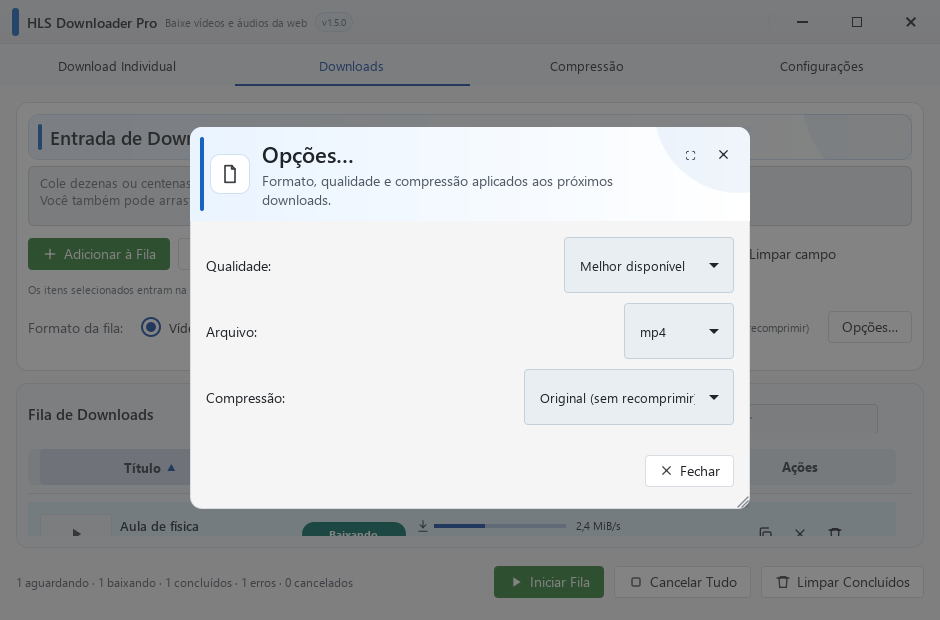 HLS Downloader Pro Baixe vídeos e áudios da web v1.5.0
Download Individual Downloads Compressão Configurações
Entrada de
Cole dezenas ou centenas
Você também pode
Opções...
Formato, qualidade e compressão aplicados aos próximos
downloads.
Adicionar à Fila Limpar campo
Os itens selecionados entram na
Formato da fila: Opções...
Qualidade: Melhor disponível
Arquivo: mp4
Compressão: Original (sem recomprimir
Fechar
Fila de Downloads
Título Ações
Aula de física
Baixando 2,4 MiB/s
1 aguardando · 1 baixando · 1 concluídos · 1 erros · 0 cancelados
Iniciar Fila Cancelar Tudo Limpar Concluídos